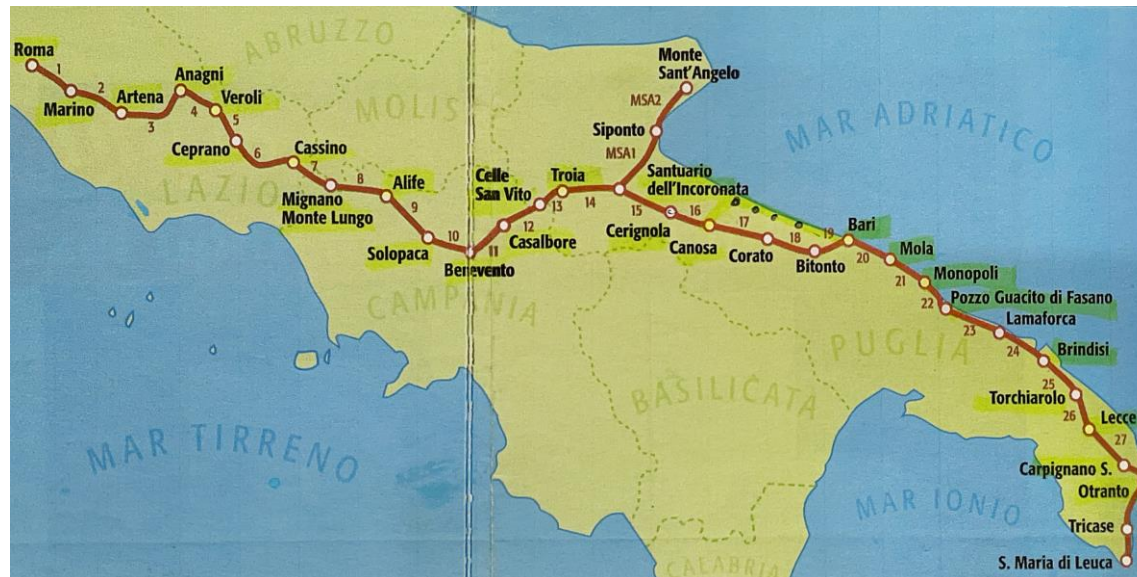 ABRUZZO
Roma
Monte
Sant'Angelo
1
Anagni
2
MOLIS
MSA2
Marino
Artena
4
Veroli
3
5
Siponto
MAR ADRIATICO
Ceprano
6
Cassino
MSA1
7
LAZIO
8
Alife
Celle
San Vito
Troia
Santuario
dell'Incoronata
Mignano
Monte Lungo
9
13
14
15
16
12
17
Bari
Solopaca
10
11
Casalbore
Cerignola
18
19
20
Mola
Canosa
Corato
Bitonto
Benevento
21
Monopoli
CAMPANIA
22
Pozzo Guacito di Fasano
23
Lamaforca
PUGLIA
24
Brindisi
BASILICATA
25
Torchiarolo
26
Lecce
27
MAR TIRRENO
Carpignano S.
Otranto
MAR IONIO
Tricase
CALABRIA
S. Maria di Leuca